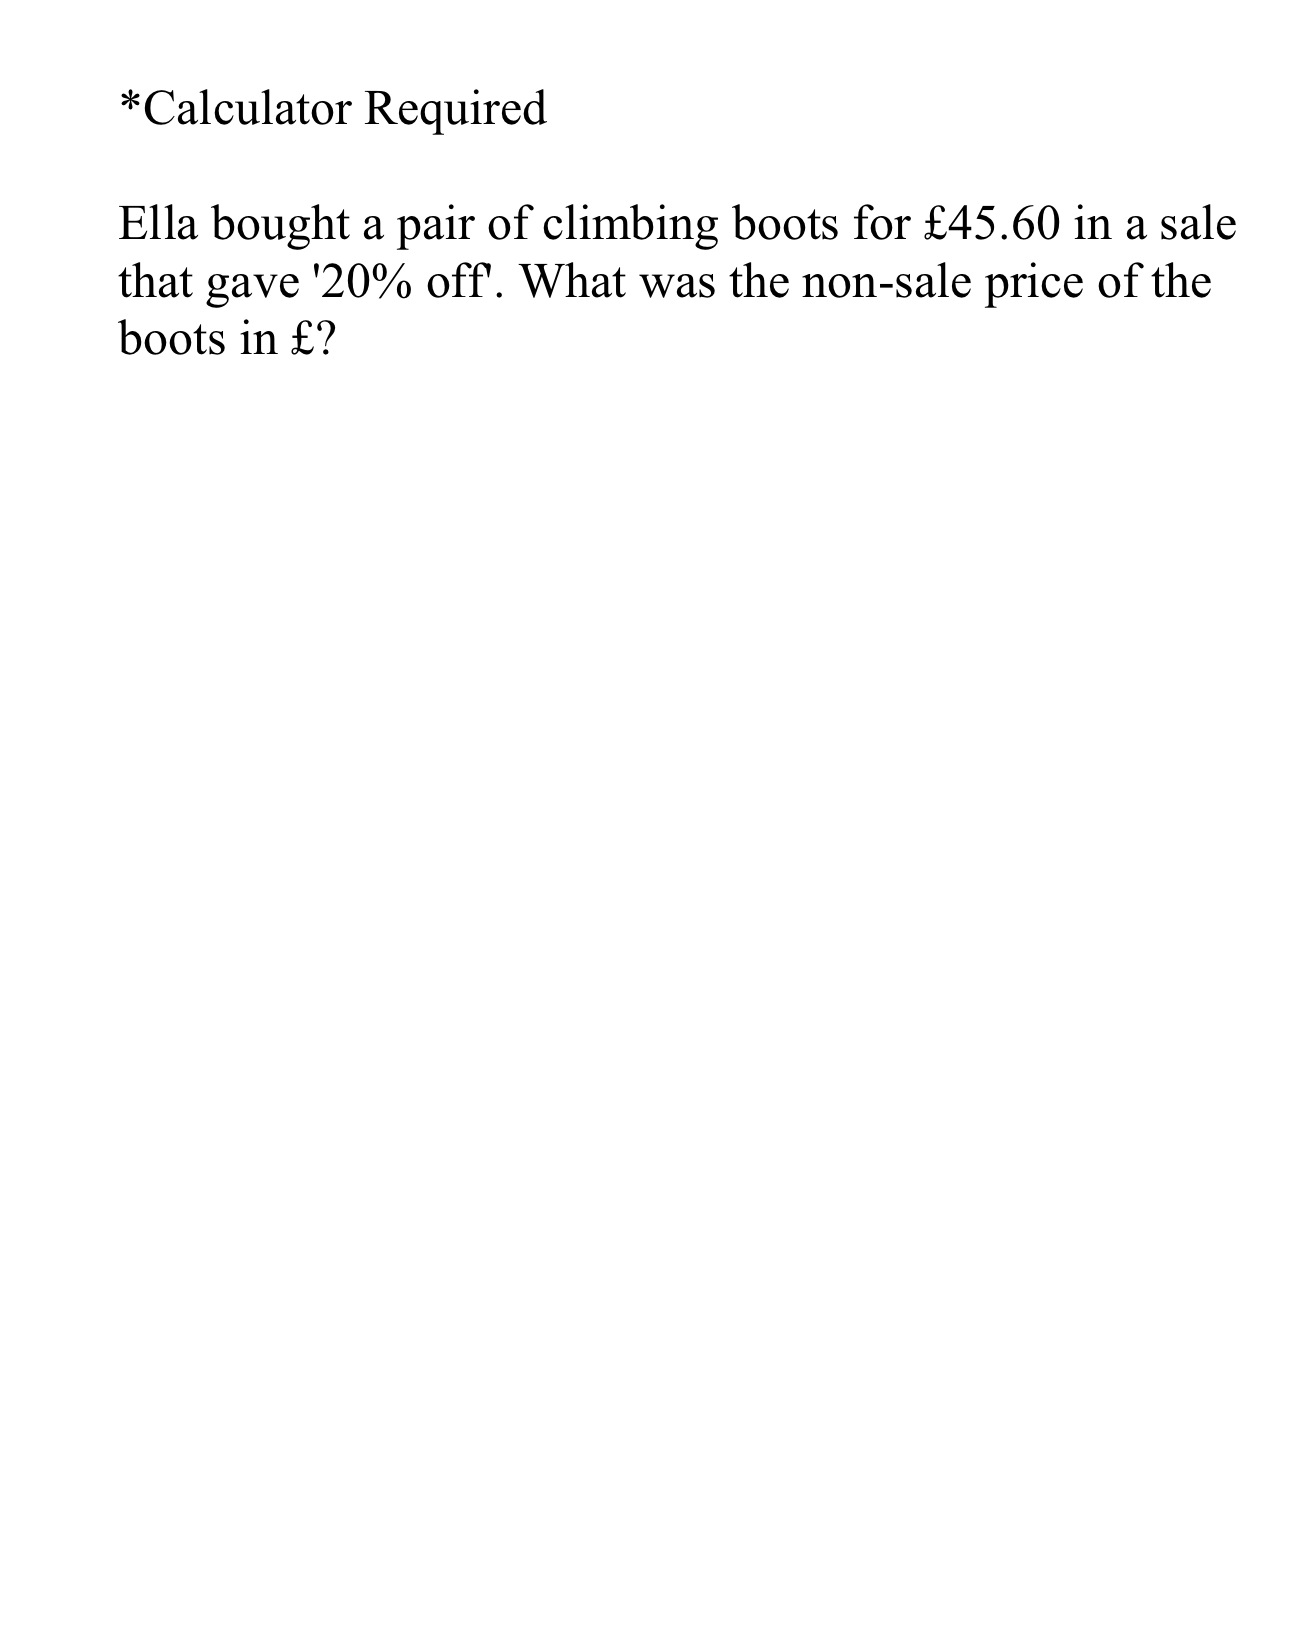 *Calculator Required
Ella bought a pair of climbing boots for £45.60 in a sale
that gave '20% off'. What was the non-sale price of the
boots in £?